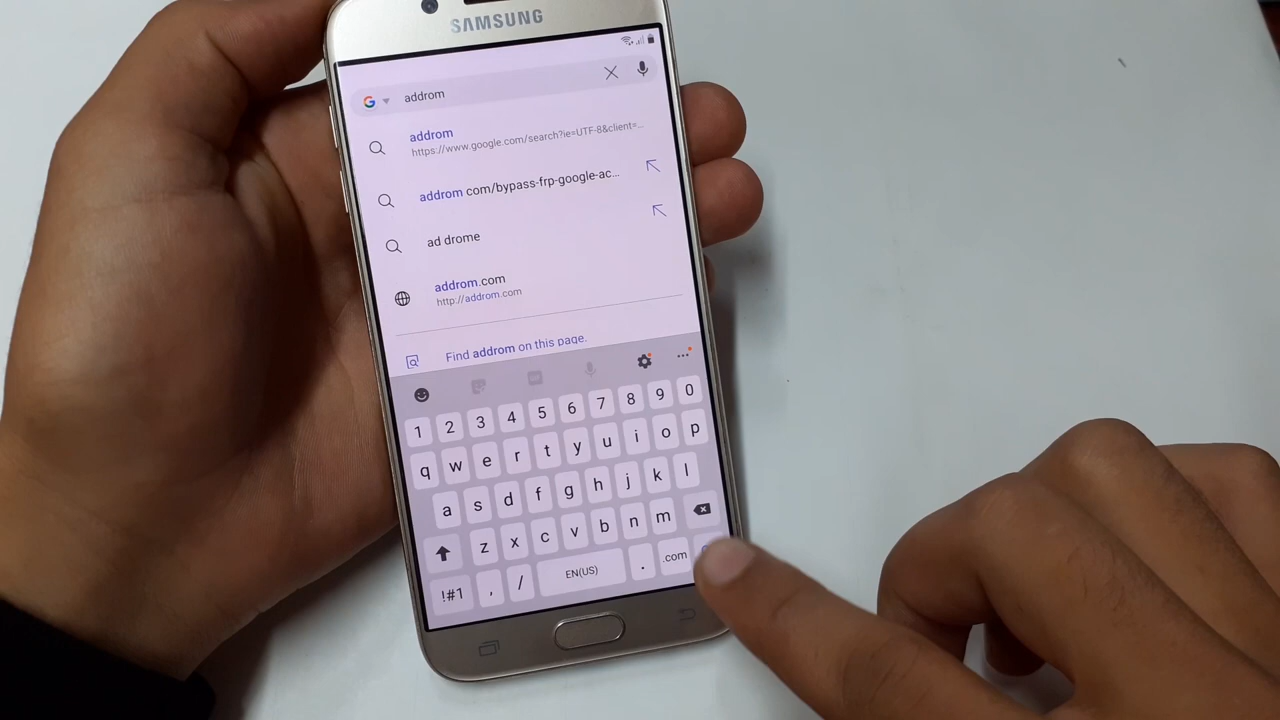 SAMSUNG
addrom
addrom
https://www.google.com/search?ie=UTF-8&client=...
addrom com/bypass-frp-google-ac...
ad drome
addrom.com
http://addrom.com
Find addrom on this page.
1 2 3 4 5 6 7 8 9 0
q w e r t y u i o p
a s d f g h j k l
z x c v b n m
!#1 , / EN(US) . .com